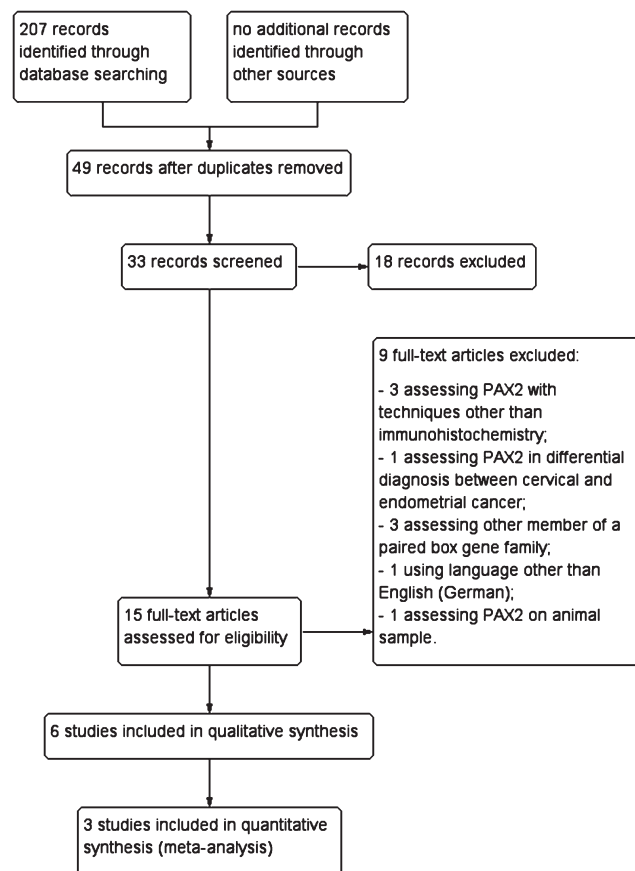 207 records
identified through
database searching
no additional records
identified through
other sources
49 records after duplicates removed
33 records screened
18 records excluded
9 full-text articles excluded:
- 3 assessing PAX2 with
techniques other than
immunohistochemistry;
- 1 assessing PAX2 in differential
diagnosis between cervical and
endometrial cancer;
- 3 assessing other member of a
paired box gene family;
- 1 using language other than
English (German);
- 1 assessing PAX2 on animal
sample.
15 full-text articles
assessed for eligibility
6 studies included in qualitative synthesis
3 studies included in quantitative
synthesis (meta-analysis)